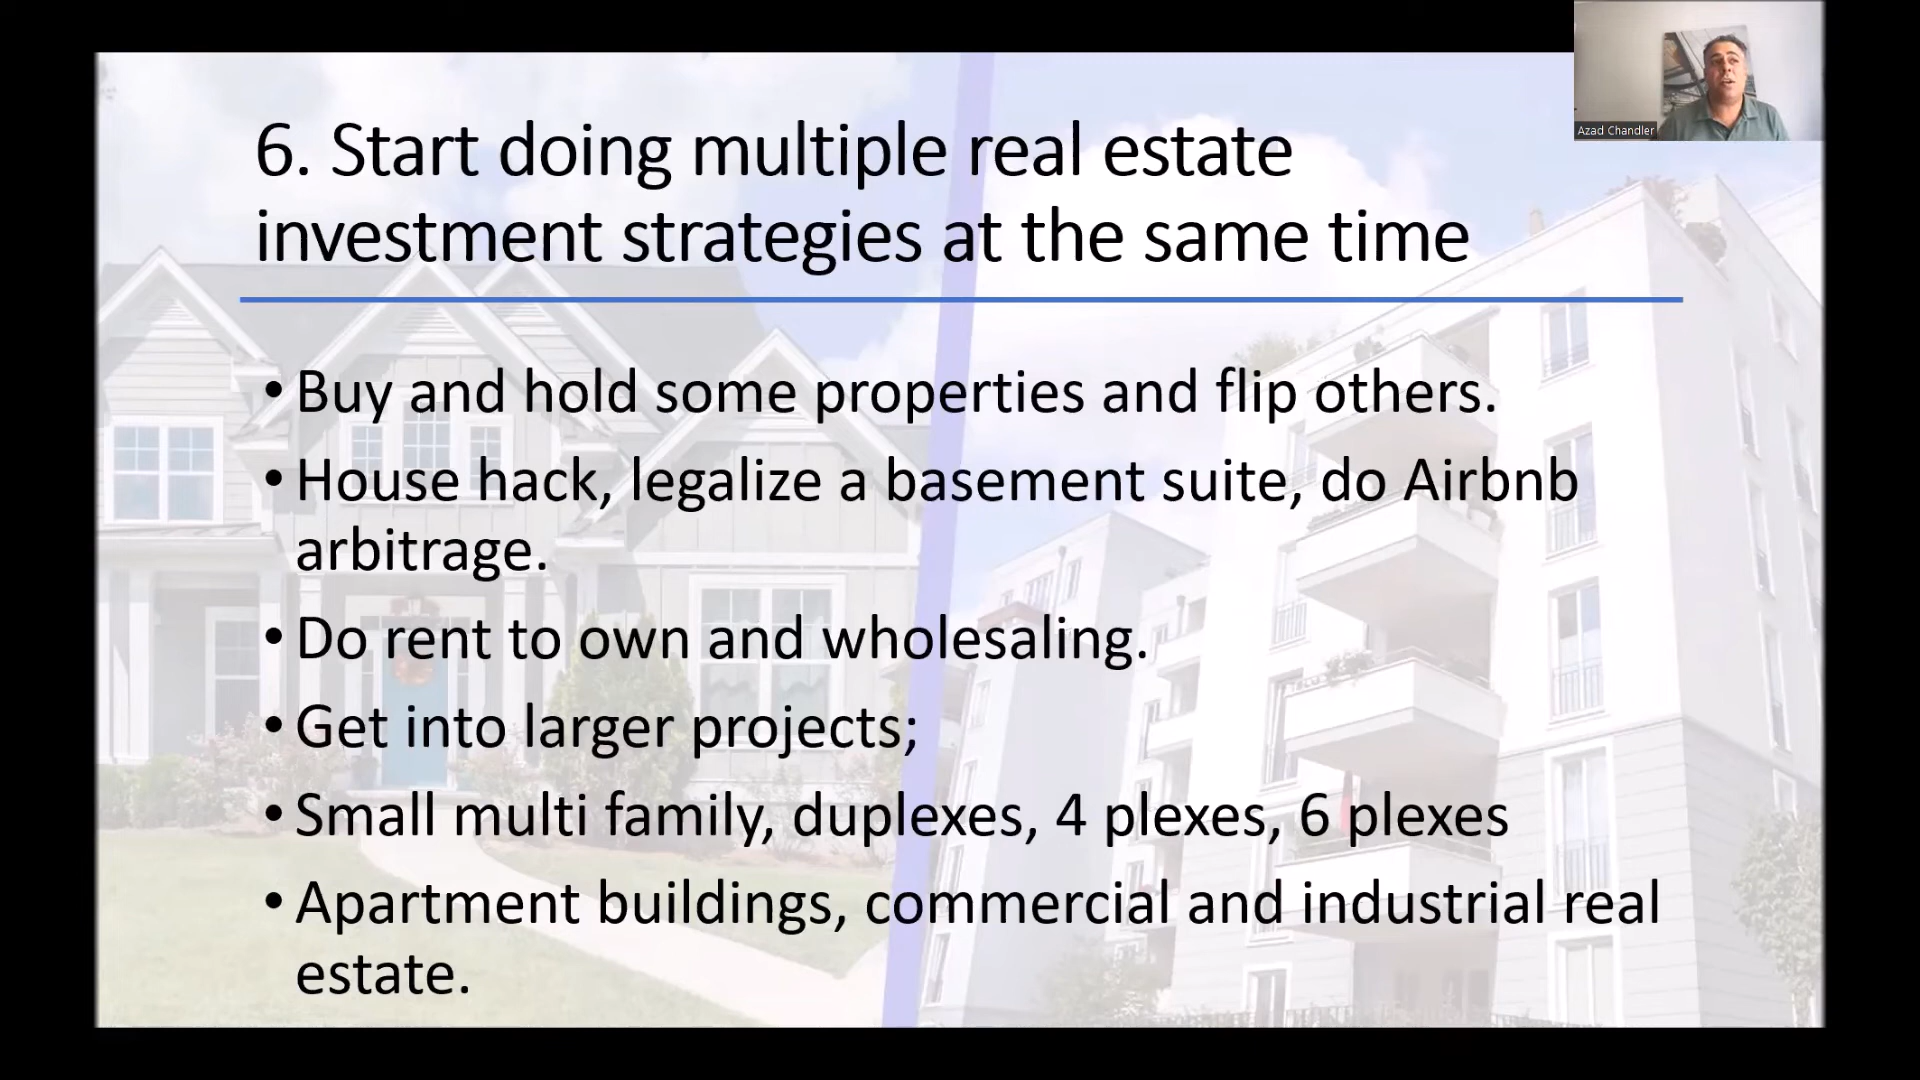 Azad Chandler
6. Start doing multiple real estate
investment strategies at the same time
•Buy and hold some properties and flip others.
•House hack, legalize a basement suite, do Airbnb
arbitrage.
•Do rent to own and wholesaling.
•Get into larger projects;
•Small multi family, duplexes, 4 plexes, 6 plexes
•Apartment buildings, commercial and industrial real
estate.